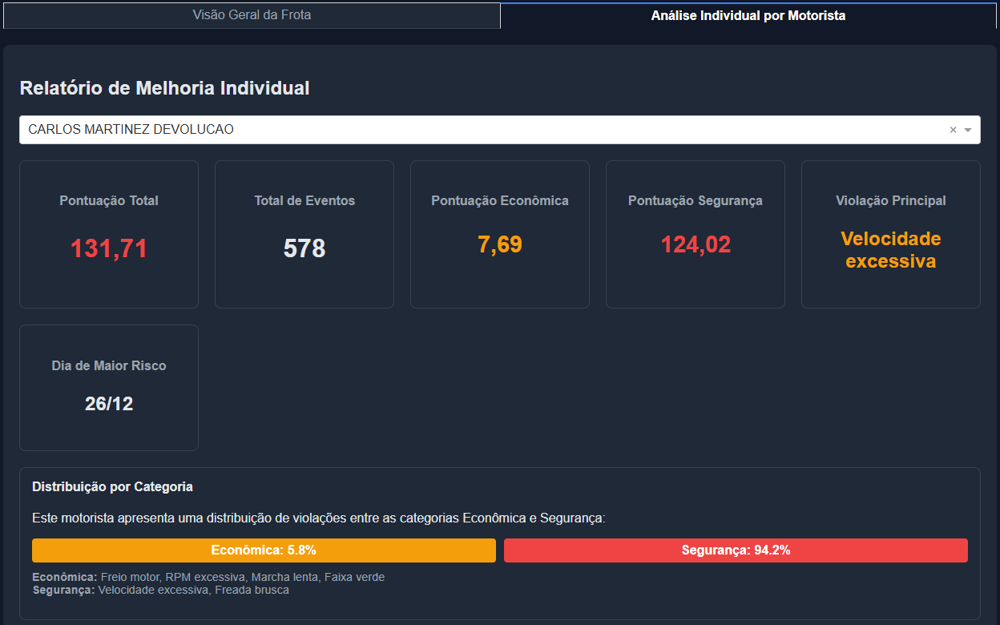 Visão Geral da Frota
Análise Individual por Motorista
Relatório de Melhoria Individual
CARLOS MARTINEZ DEVOLUCAO
×
Pontuação Total
131,71
Total de Eventos
578
Pontuação Econômica
7,69
Pontuação Segurança
124,02
Violação Principal
Velocidade
excessiva
Dia de Maior Risco
26/12
Distribuição por Categoria
Este motorista apresenta uma distribuição de violações entre as categorias Econômica e Segurança:
Econômica: 5.8%
Segurança: 94.2%
Econômica: Freio motor, RPM excessiva, Marcha lenta, Faixa verde
Segurança: Velocidade excessiva, Freada brusca